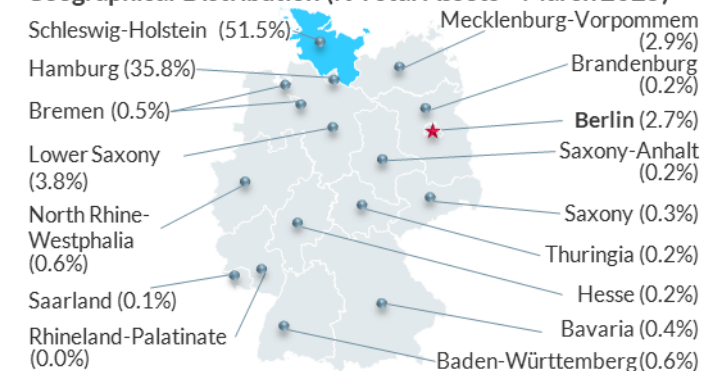 Schleswig-Holstein (51.5%)
Hamburg (35.8%)
Bremen (0.5%)
Lower Saxony
(3.8%)
North Rhine-
Westphalia
(0.6%)
Saarland (0.1%)
Rhineland-Palatinate
(0.0%)
Mecklenburg-Vorpommem
(2.9%)
Brandenburg
(0.2%)
Berlin (2.7%)
Saxony-Anhalt
(0.2%)
Saxony (0.3%)
Thuringia (0.2%)
Hesse (0.2%)
Bavaria (0.4%)
Baden-Württemberg (0.6%)